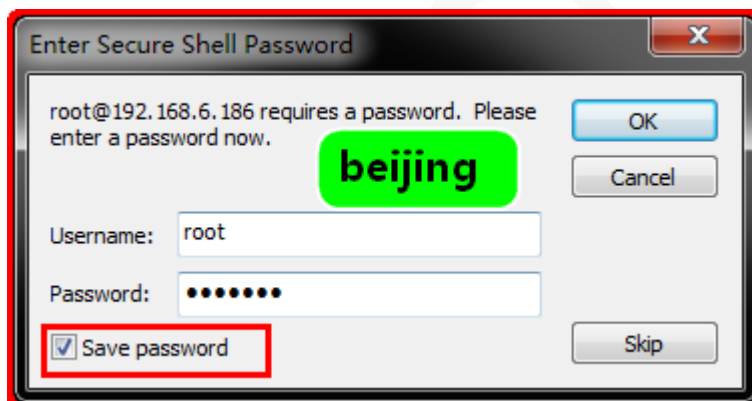 Enter Secure Shell Password
root@192.168.6.186 requires a password. Please
enter a password now.
beijing
OK
Cancel
Username: root
Password: •••••••
Save password
Skip